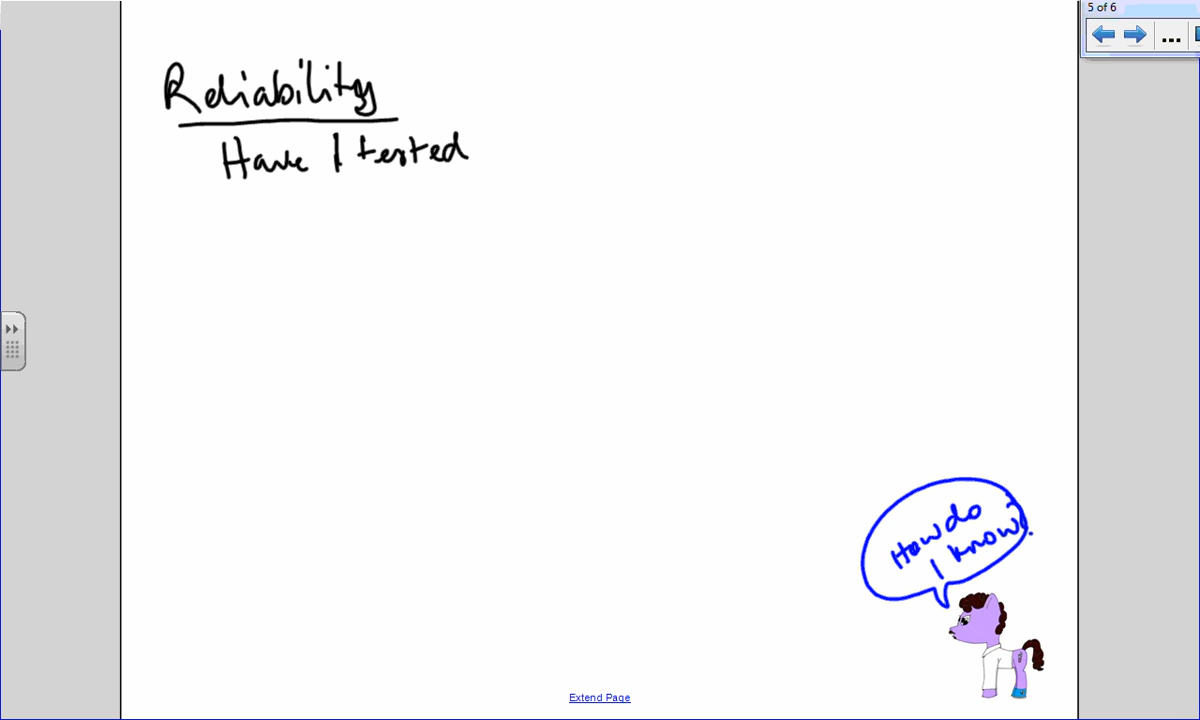 5 of 6
...
Reliability
Have I tested
How do
I know?
Extend Page